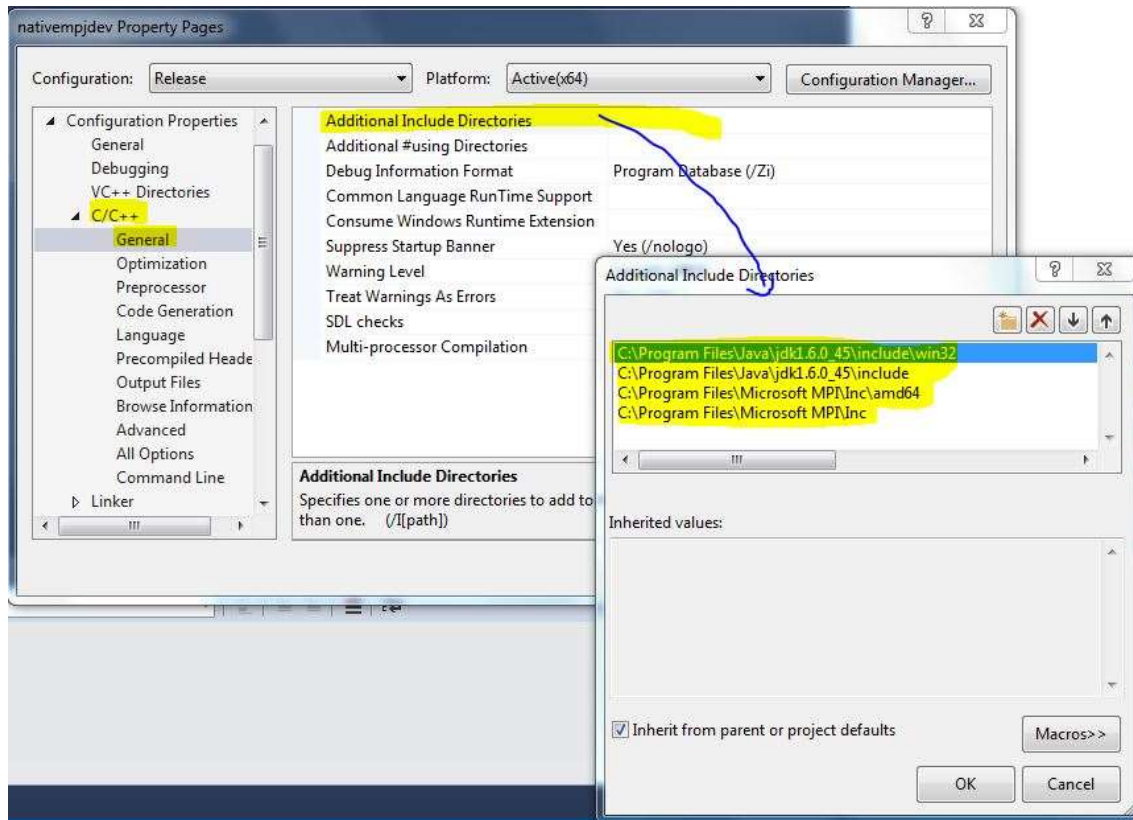 nativempjdev Property Pages
Configuration: Release Platform: Active(x64) Configuration Manager...
Configuration Properties
General
Debugging
VC++ Directories
C/C++
General
Optimization
Preprocessor
Code Generation
Language
Precompiled Heade
Output Files
Browse Information
Advanced
All Options
Command Line
Linker
Additional Include Directories
Additional #using Directories
Debug Information Format Program Database (/Zi)
Common Language RunTime Support
Consume Windows Runtime Extension
Suppress Startup Banner Yes (/nologo)
Warning Level
Treat Warnings As Errors
SDL checks
Multi-processor Compilation
Additional Include Directories
Specifies one or more directories to add to
than one. (/I[path])
Additional Include Directories
C:\Program Files\Java\jdk1.6.0_45\include\win32
C:\Program Files\Java\jdk1.6.0_45\include
C:\Program Files\Microsoft MPI\Inc\amd64
C:\Program Files\Microsoft MPI\Inc
Inherited values:
Inherit from parent or project defaults
Macros>>
OK Cancel